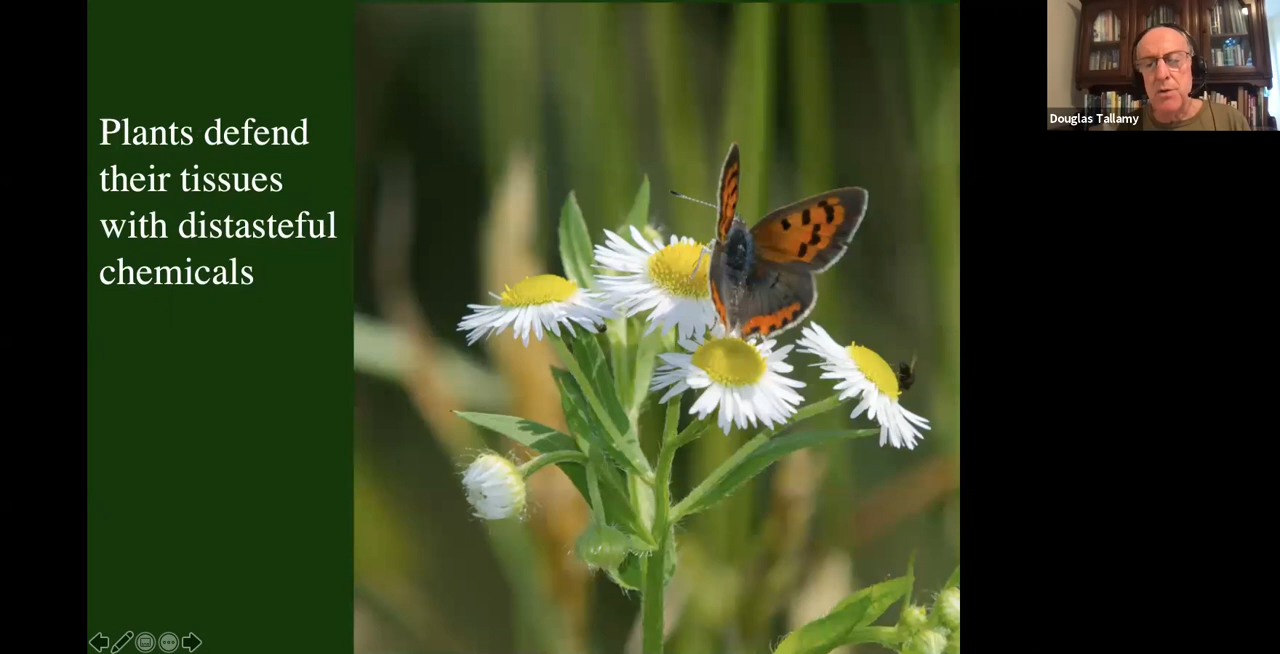 Plants defend
their tissues
with distasteful
chemicals
Douglas Tallamy